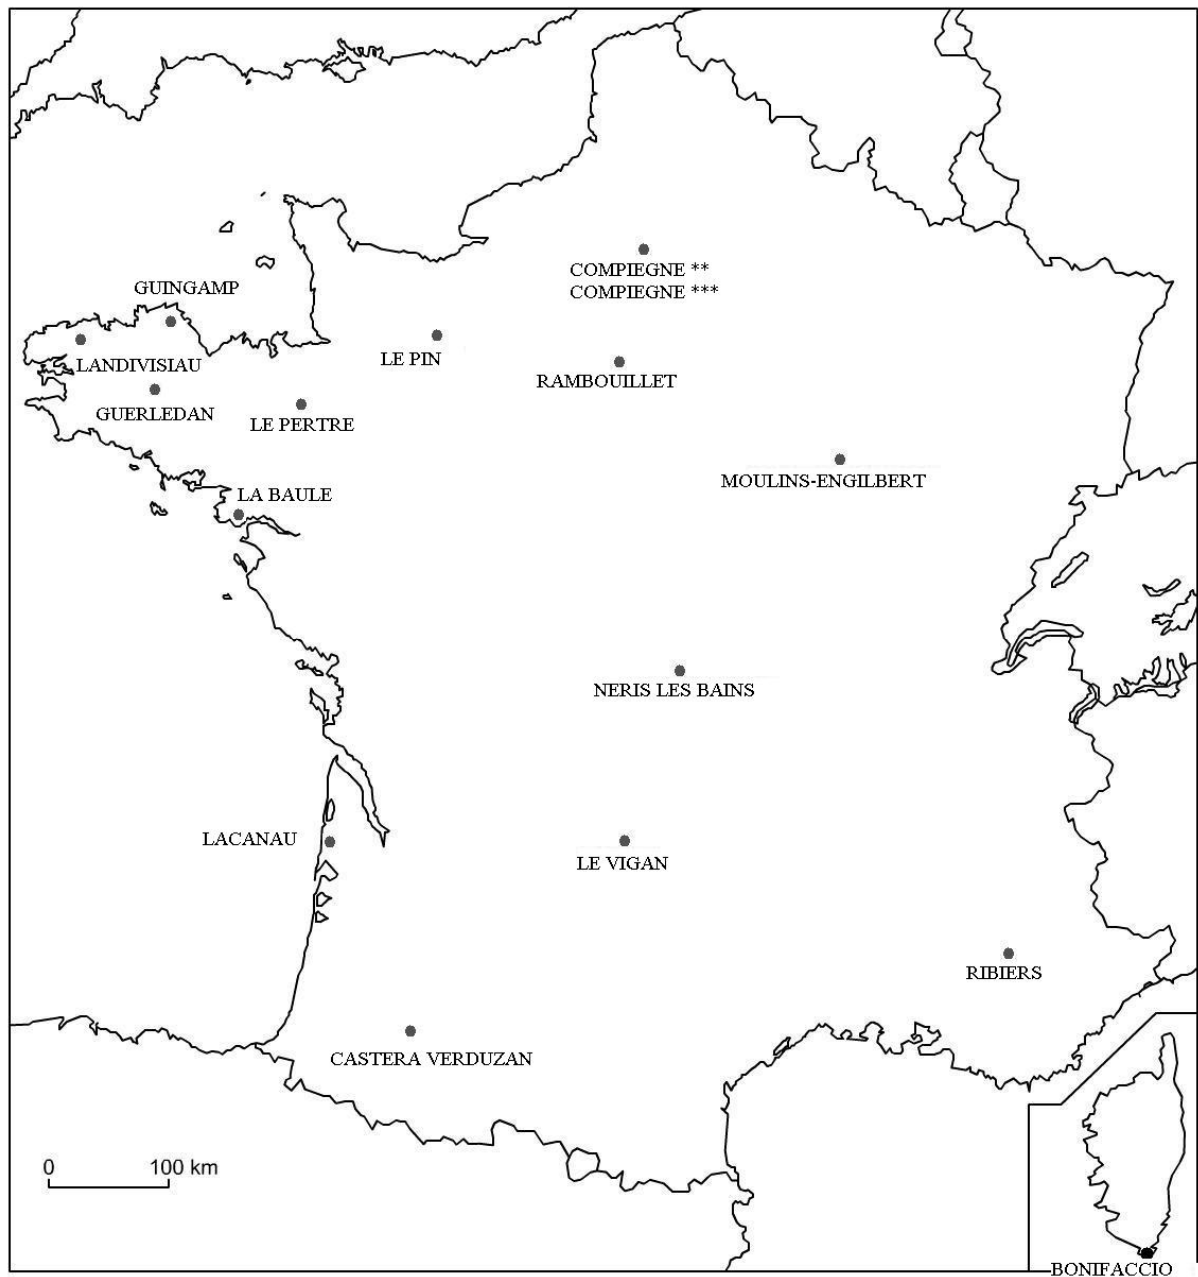 COMPIEGNE **
COMPIEGNE ***
GUINGAMP
LE PIN
LANDIVISIAU
RAMBOUILLET
GUERLEDAN
LE PERTRE
MOULINS-ENGILBERT
LA BAULE
NERIS LES BAINS
LACANAU
LE VIGAN
RIBIERS
CASTERA VERDUZAN
0 100 km
BONIFACCIO